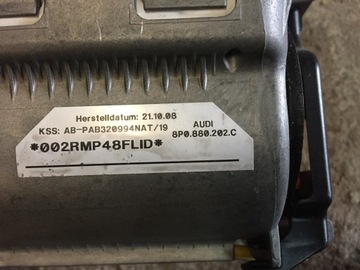 Herstelldatum: 21.10.08
KSS: AB-PAB320994NAT/19 AUDI
8P0.880.202.C
*002RMP48FLID*